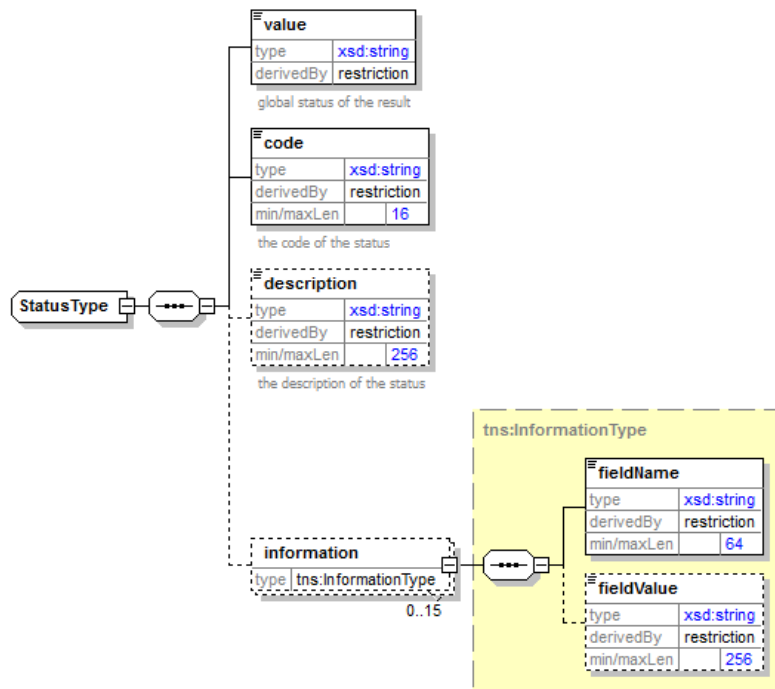 value
type xsd:string
derivedBy restriction
global status of the result
code
type xsd:string
derivedBy restriction
min/maxLen 16
the code of the status
StatusType
description
type xsd:string
derivedBy restriction
min/maxLen 256
the description of the status
tns:InformationType
fieldName
type xsd:string
derivedBy restriction
min/maxLen 64
information
type tns:InformationType
0..15
fieldValue
type xsd:string
derivedBy restriction
min/maxLen 256